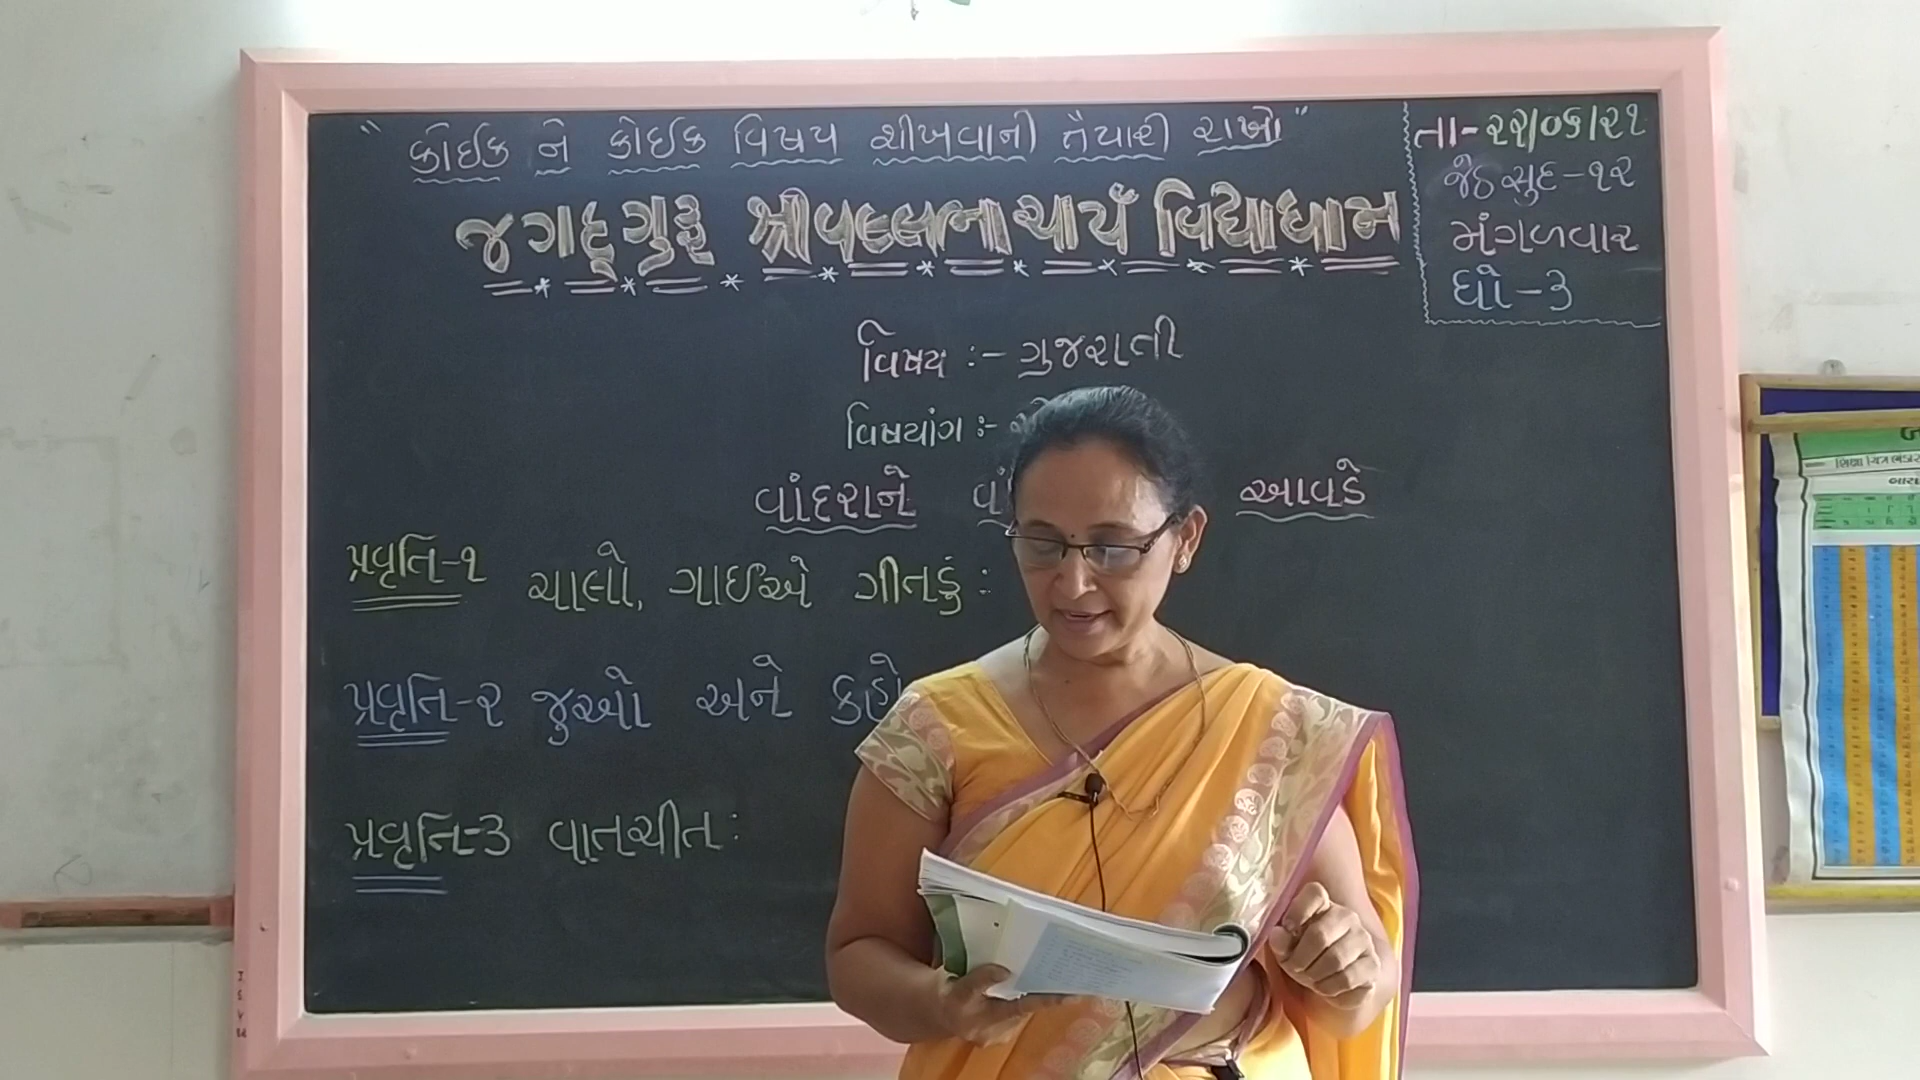 " કોઈક ને કોઈક વિષય શીખવાની તૈયારી રાખો "
જગદ્દગુરૂ શ્રીવલ્લભાચાર્ય વિદ્યાધામ
તા-૨૨/૦૬/૨૧
જેઠ સુદ-૧૨
મંગળવાર
ધો-૩
વિષય :- ગુજરાતી
વિષયાંગ :-
વાંદરાને આવડે
પ્રવૃતિ-૧ ચાલો, ગાઈએ ગીતડું :
પ્રવૃતિ-૨ જુઓ અને કહો
પ્રવૃતિ-૩ વાતચીત :